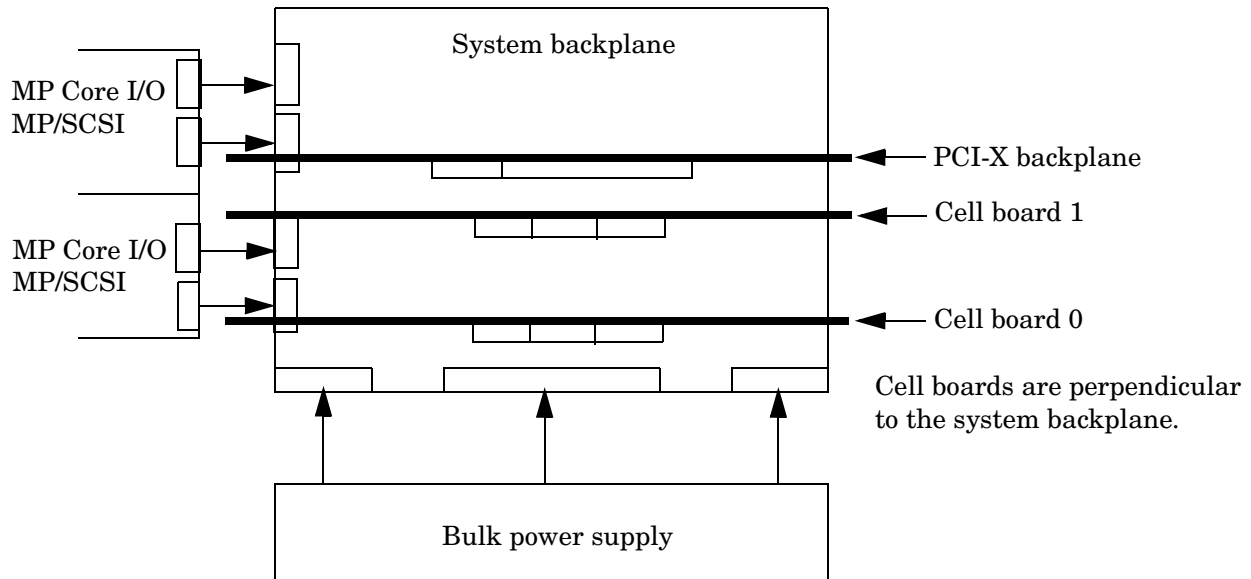 System backplane
MP Core I/O
MP/SCSI
PCI-X backplane
Cell board 1
MP Core I/O
MP/SCSI
Cell board 0
Cell boards are perpendicular
to the system backplane.
Bulk power supply